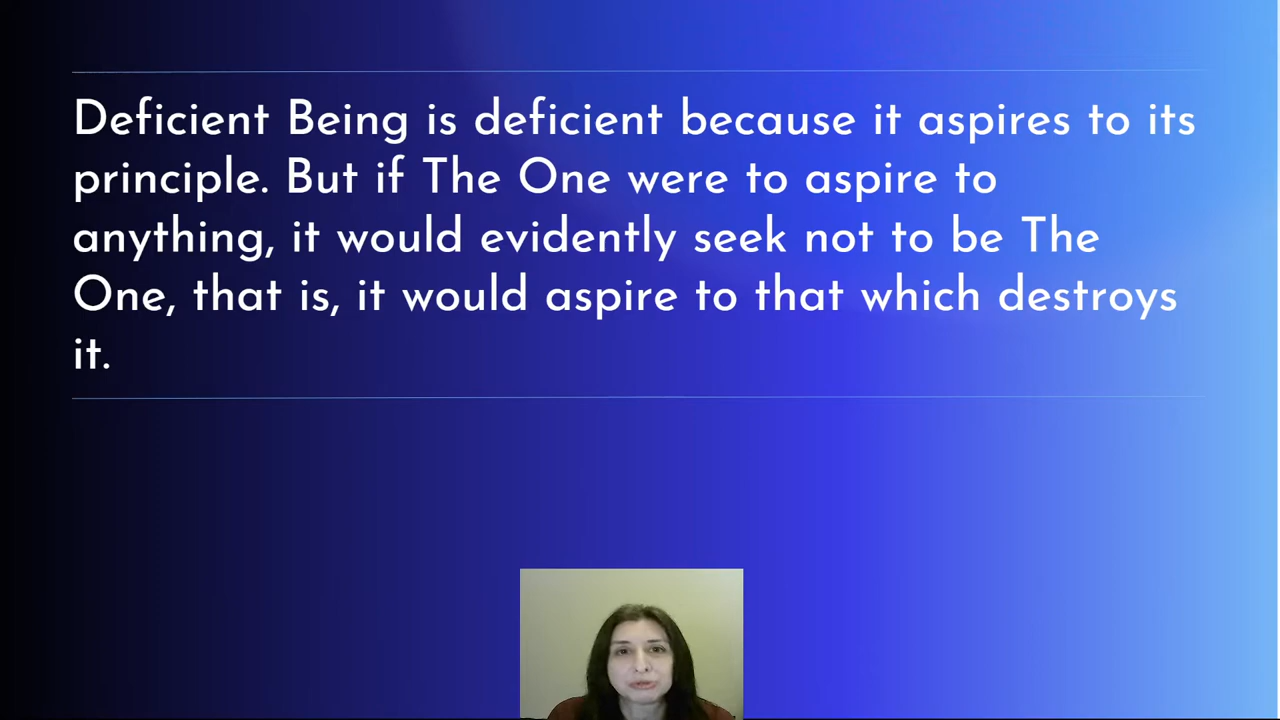 Deficient Being is deficient because it aspires to its
principle. But if The One were to aspire to
anything, it would evidently seek not to be The
One, that is, it would aspire to that which destroys
it.